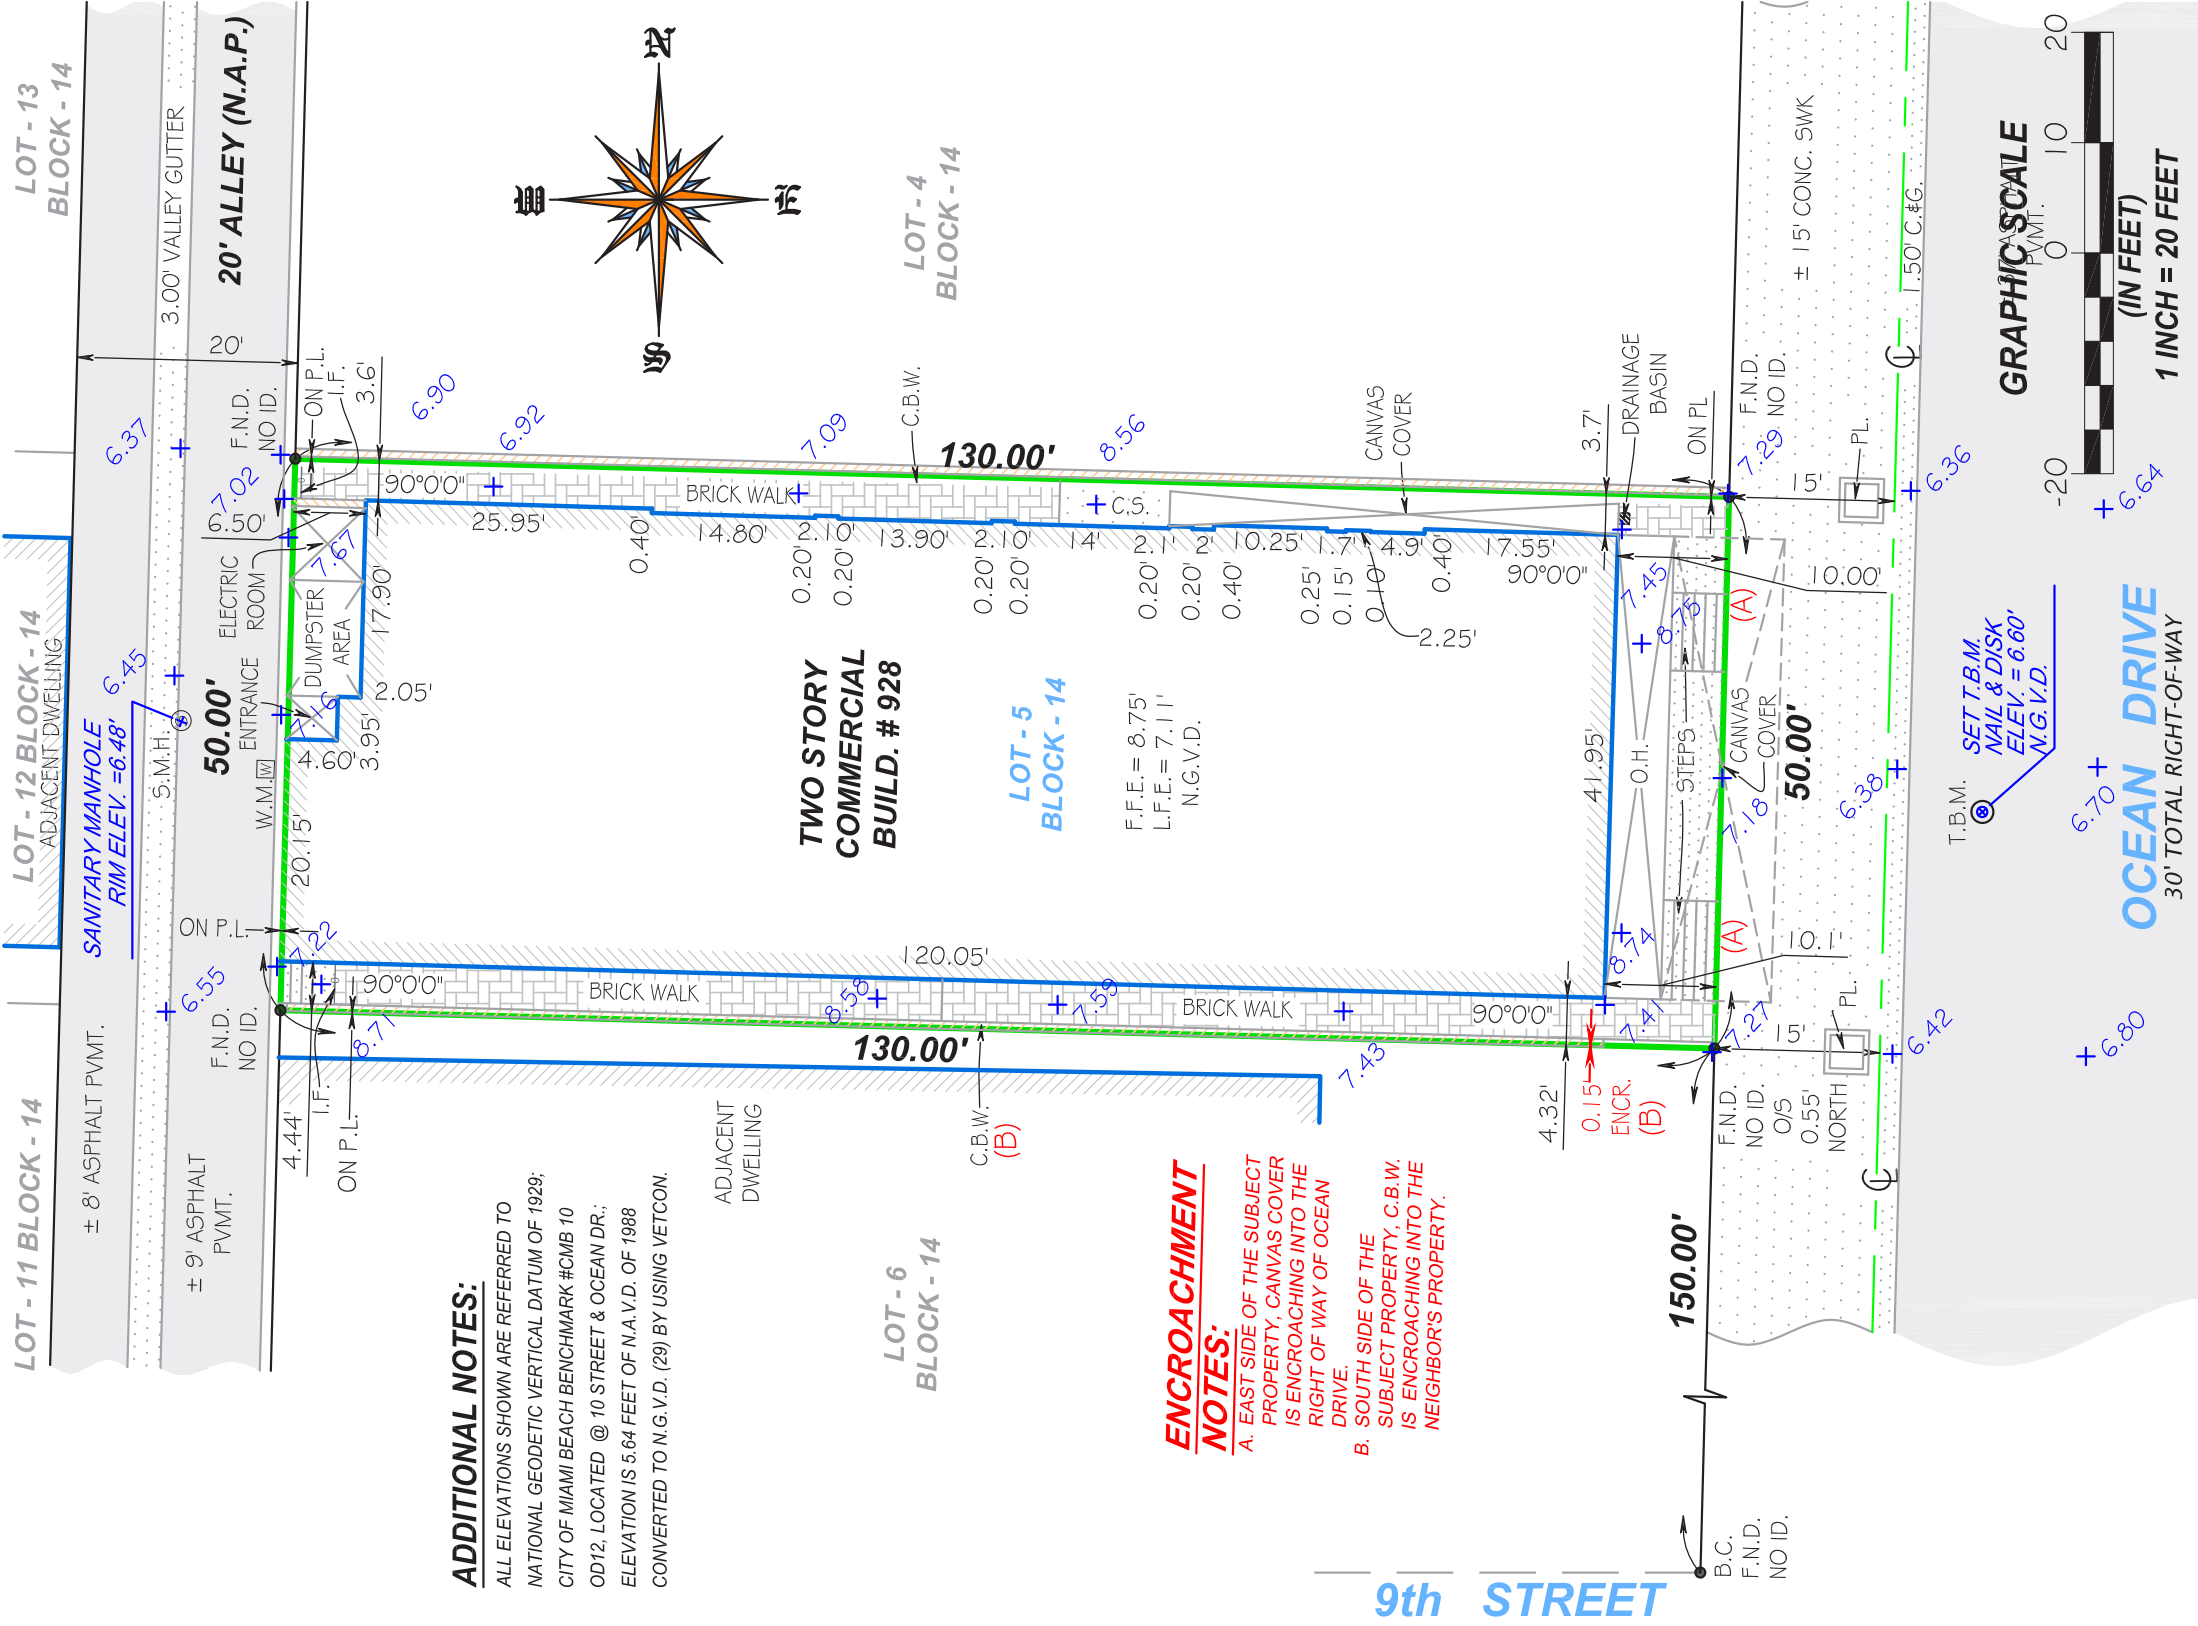 LOT - 13
BLOCK - 14
3.00' VALLEY GUTTER
20' ALLEY (N.A.P.)
20'
LOT - 12 BLOCK - 14
ADJACENT DWELLING
SANITARY MANHOLE
RIM ELEV. =6.48'
S.M.H.
LOT - 11 BLOCK - 14
± 8' ASPHALT PVMT.
± 9' ASPHALT
PVMT.
6.37
6.45
6.55
7.02
F.N.D.
NO ID.
ON P.L.
I.F.
3.6'
6.50'
ELECTRIC
ROOM
7.67
DUMPSTER
AREA
17.90'
2.05'
ENTRANCE
7.16
4.60'
3.95'
50.00'
W.M.
W
20.15'
ON P.L.
7.22
F.N.D.
NO ID.
4.44'
I.F.
ON P.L.
8.71
90°0'0"
90°0'0"
W
N
S
E
LOT - 4
BLOCK - 14
6.90
6.92
7.09
8.56
C.B.W.
130.00'
CANVAS
COVER
3.7'
DRAINAGE
BASIN
ON PL
F.N.D.
NO ID.
7.29
BRICK WALK
C.S.
25.95'
0.40'
14.80'
0.20'
2.10'
0.20'
13.90'
0.20'
2.10'
0.20'
14'
0.20'
2.1'
0.20'
2'
0.40'
10.25'
0.25'
1.7'
0.15'
0.10'
4.9'
0.40'
17.55'
2.25'
90°0'0"
TWO STORY
COMMERCIAL
BUILD. # 928
LOT - 5
BLOCK - 14
F.F.E. = 8.75'
L.F.E. = 7.11'
N.G.V.D.
41.95'
O.H.
STEPS
7.45
8.75
(A)
10.00'
CANVAS
COVER
50.00'
7.18
8.74
(A)
10.1'
120.05'
BRICK WALK
8.58
7.59
BRICK WALK
90°0'0"
7.41
7.27
130.00'
7.43
4.32'
0.15'
ENCR.
(B)
C.B.W.
(B)
ADJACENT
DWELLING
F.N.D.
NO ID.
O/S
0.55'
NORTH
15'
PL.
15'
PL.
± 15' CONC. SWK
1.50' C.&G.
6.36
6.64
6.38
6.70
6.42
6.80
PVMT.
GRAPHIC SCALE
-20
0
10
20
(IN FEET)
1 INCH = 20 FEET
SET T.B.M.
NAIL & DISK
ELEV. = 6.60'
N.G.V.D.
T.B.M.
OCEAN DRIVE
30' TOTAL RIGHT-OF-WAY
ADDITIONAL NOTES:
ALL ELEVATIONS SHOWN ARE REFERRED TO
NATIONAL GEODETIC VERTICAL DATUM OF 1929;
CITY OF MIAMI BEACH BENCHMARK #CMB 10
OD12, LOCATED @ 10 STREET & OCEAN DR.;
ELEVATION IS 5.64 FEET OF N.A.V.D. OF 1988
CONVERTED TO N.G.V.D. (29) BY USING VETCON.
LOT - 6
BLOCK - 14
ENCROACHMENT
NOTES:
A. EAST SIDE OF THE SUBJECT
PROPERTY, CANVAS COVER
IS ENCROACHING INTO THE
RIGHT OF WAY OF OCEAN
DRIVE.
B. SOUTH SIDE OF THE
SUBJECT PROPERTY, C.B.W.
IS ENCROACHING INTO THE
NEIGHBOR'S PROPERTY.
150.00'
B.C.
F.N.D.
NO ID.
9th STREET